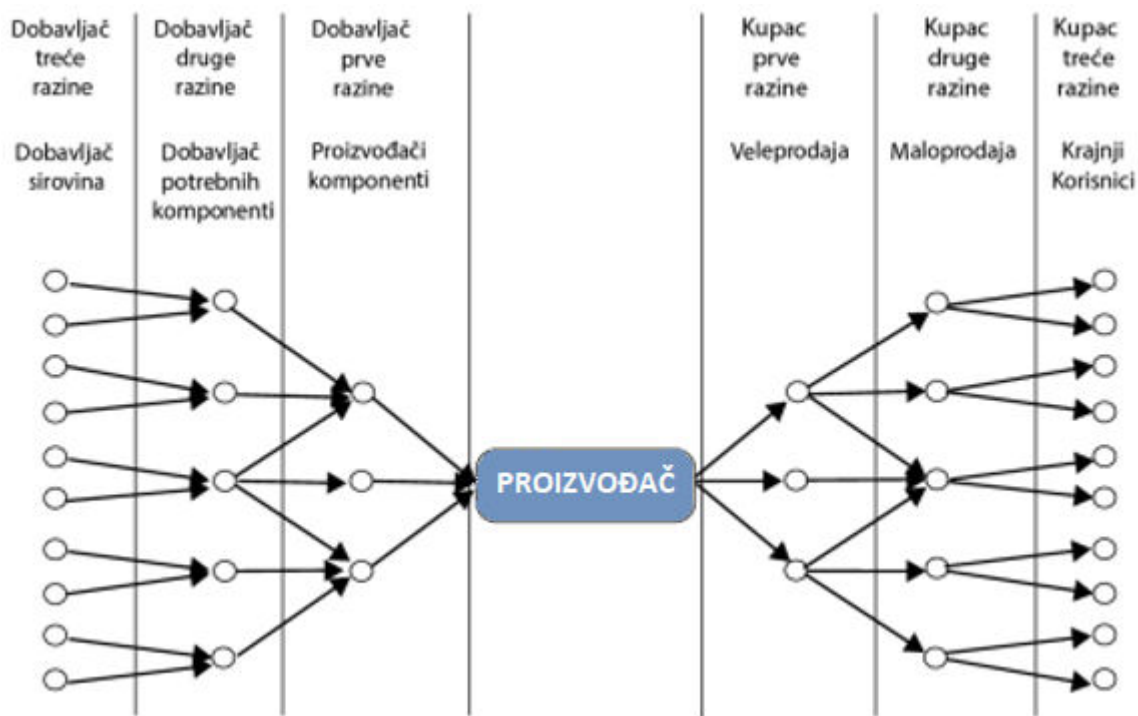 Dobavljač
treće
razine
Dobavljač
druge
razine
Dobavljač
prve
razine
Kupac
prve
razine
Kupac
druge
razine
Kupac
treće
razine
Dobavljač
sirovina
Dobavljač
potrebnih
komponenti
Proizvođači
komponenti
Veleprodaja
Maloprodaja
Krajnji
Korisnici
PROIZVOĐAČ